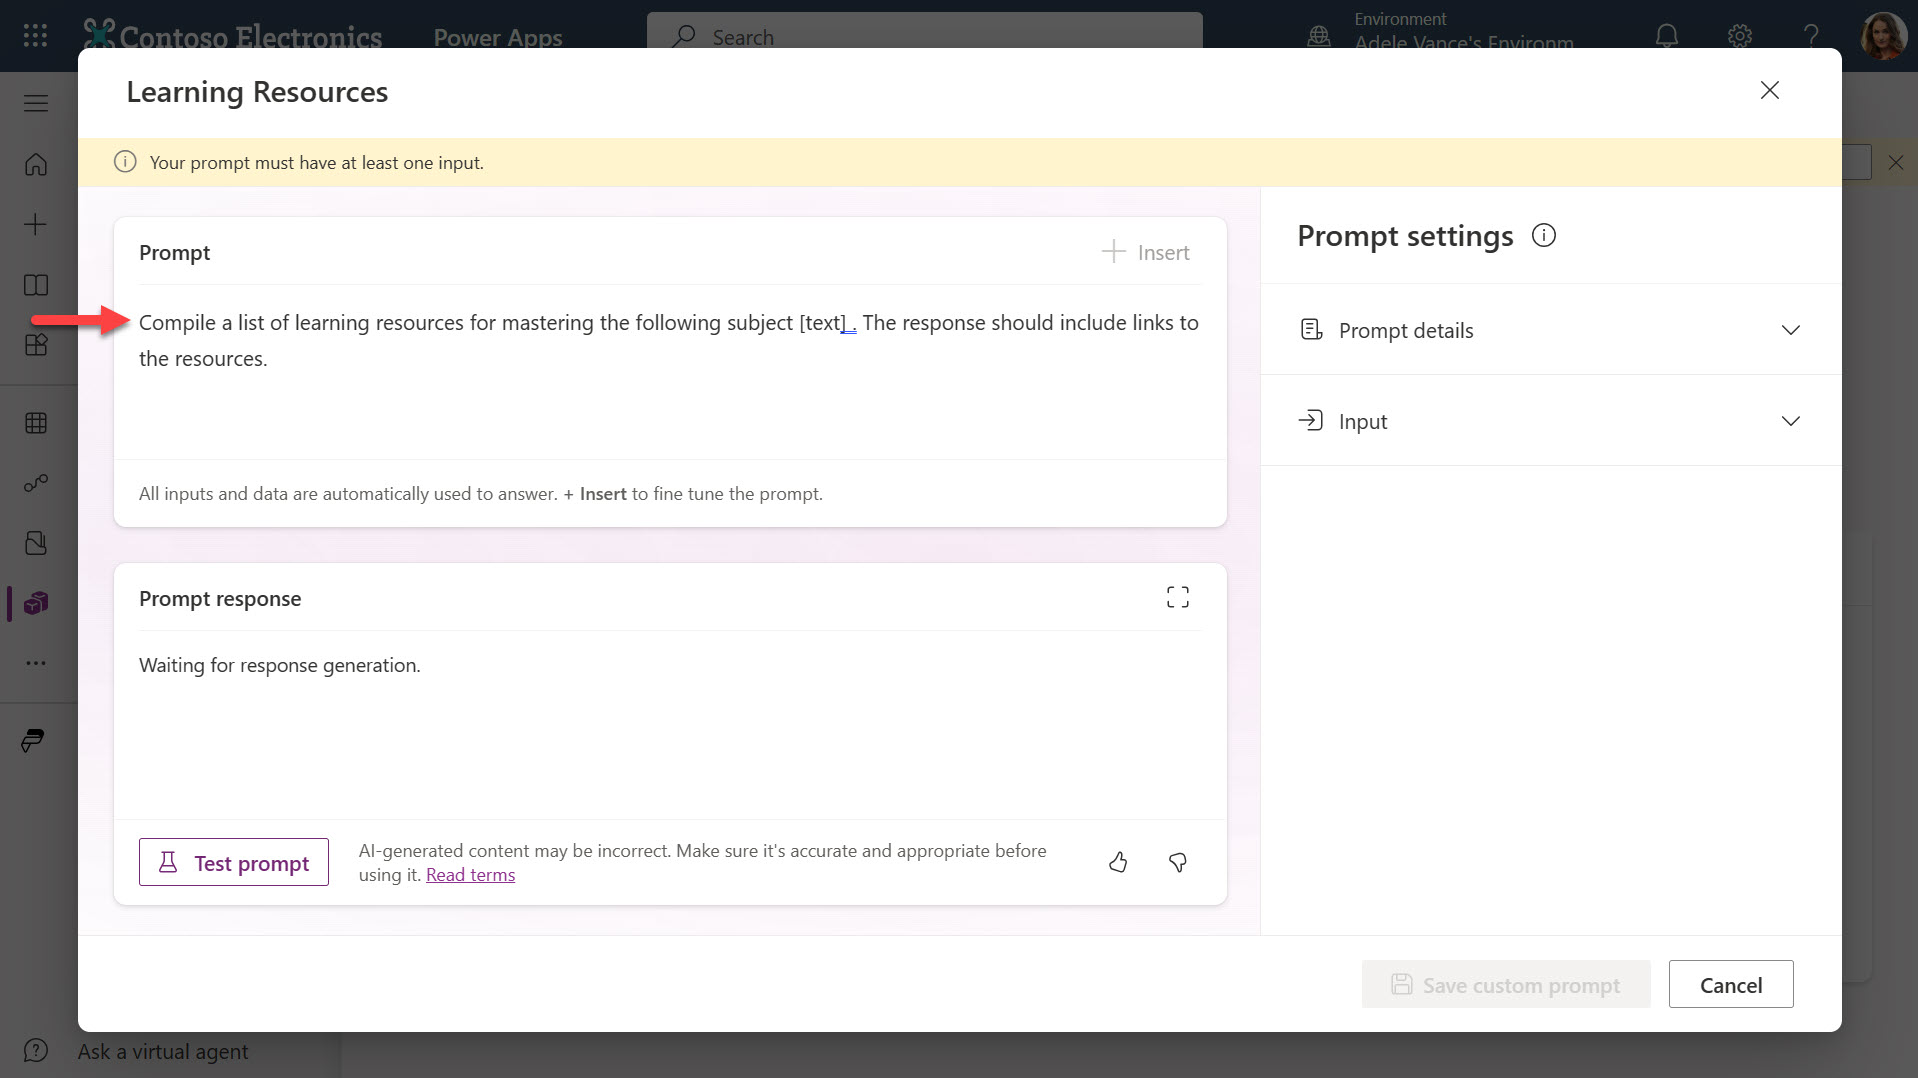 Contoso Electronics
Power Apps
Search
Environment
Adele Vance's Environm
Learning Resources
Your prompt must have at least one input.
Prompt
Insert
Compile a list of learning resources for mastering the following subject [text] . The response should include links to
the resources.
All inputs and data are automatically used to answer. + Insert to fine tune the prompt.
Prompt response
Waiting for response generation.
Test prompt
AI-generated content may be incorrect. Make sure it's accurate and appropriate before
using it. Read terms
Prompt settings
Prompt details
Input
Save custom prompt
Cancel
Ask a virtual agent